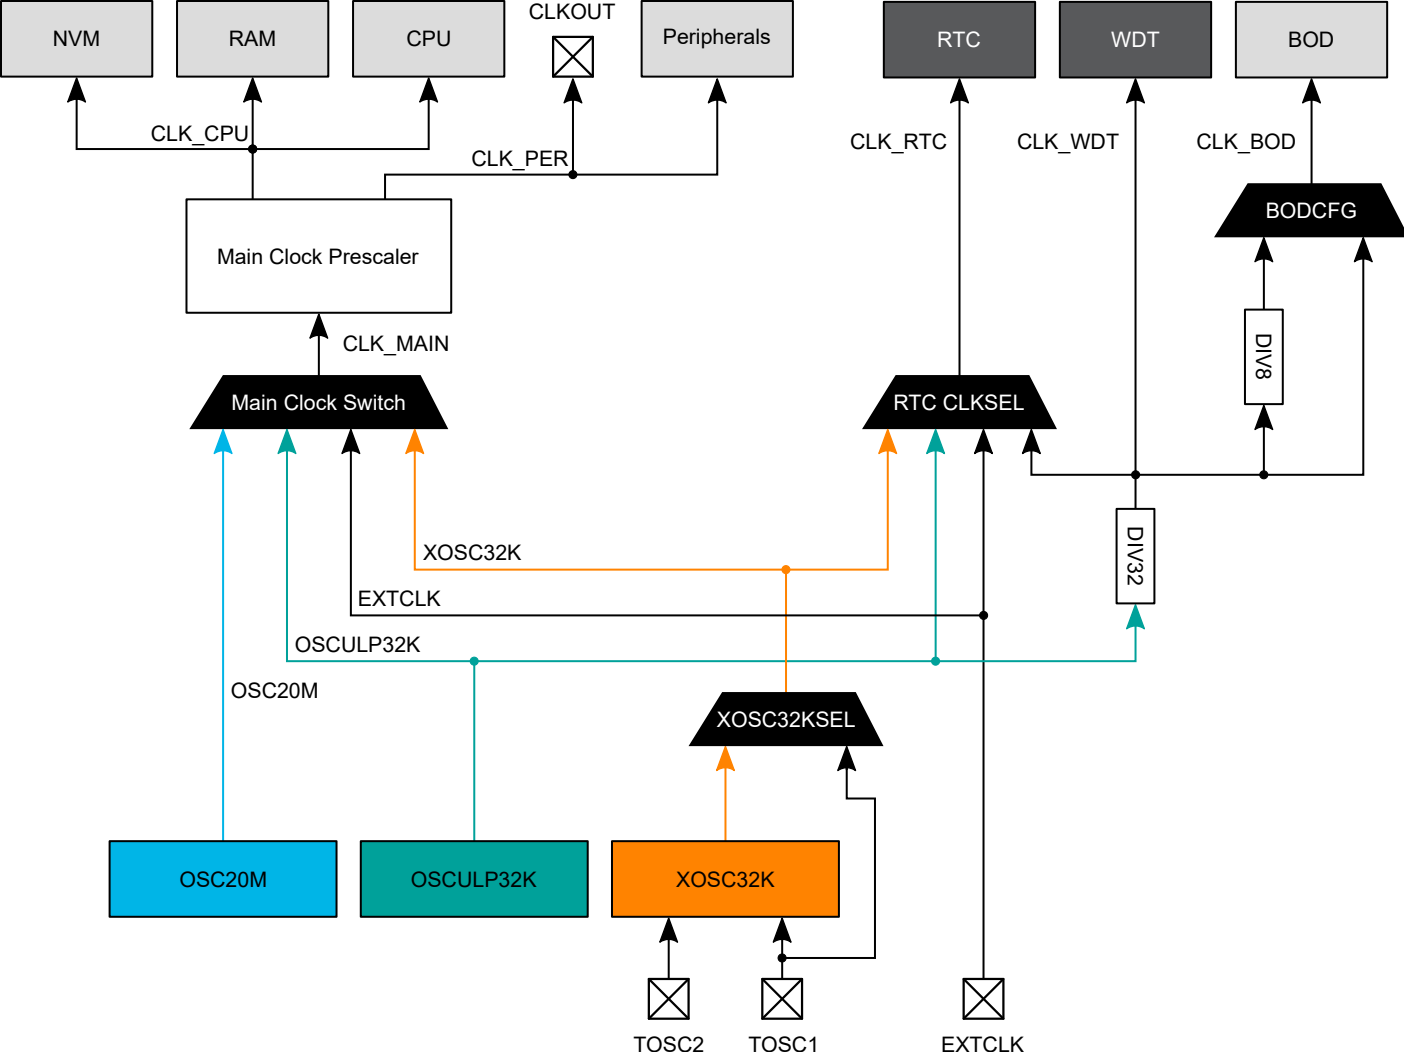 CLKOUT
NVM
RAM
CPU
Peripherals
RTC
WDT
BOD
CLK_CPU
CLK_PER
CLK_RTC
CLK_WDT
CLK_BOD
BODCFG
Main Clock Prescaler
CLK_MAIN
DIV8
Main Clock Switch
RTC CLKSEL
XOSC32K
DIV32
EXTCLK
OSCULP32K
OSC20M
XOSC32KSEL
OSC20M
OSCULP32K
XOSC32K
TOSC2
TOSC1
EXTCLK